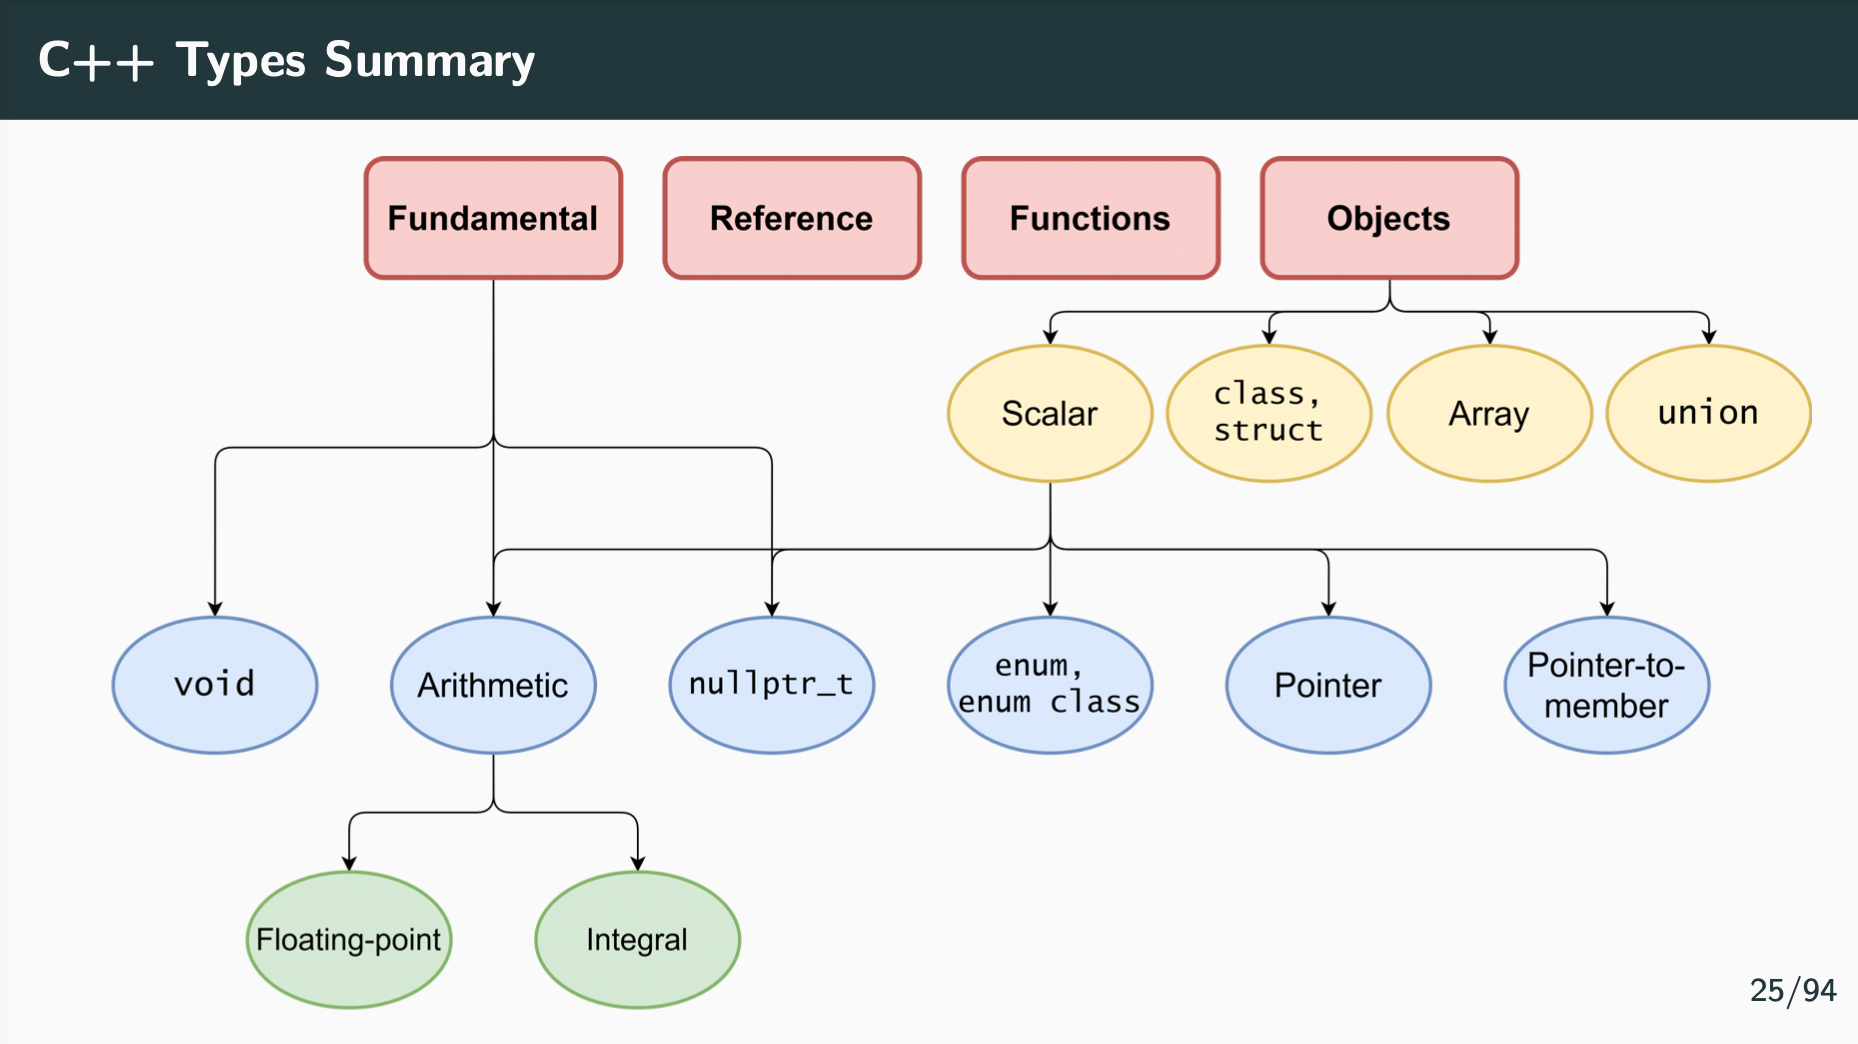 C++ Types Summary
Fundamental
Reference
Functions
Objects
Scalar
class,
struct
Array
union
void
Arithmetic
nullptr_t
enum,
enum class
Pointer
Pointer-to-
member
Floating-point
Integral
25/94